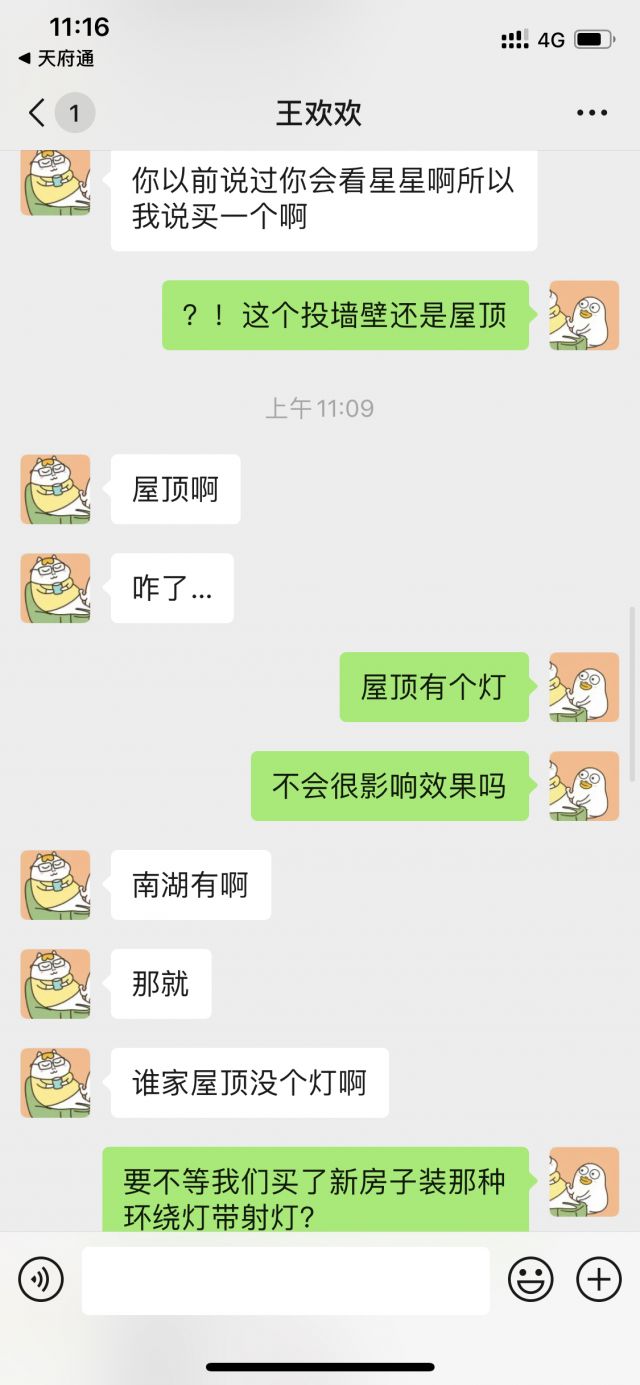 11:16
4G
◀ 天府通
1
王欢欢
你以前说过你会看星星啊所以
我说买一个啊
？！这个投墙壁还是屋顶
上午11:09
屋顶啊
咋了...
屋顶有个灯
不会很影响效果吗
南湖有啊
那就
谁家屋顶没个灯啊
要不等我们买了新房子装那种
环绕灯带射灯?